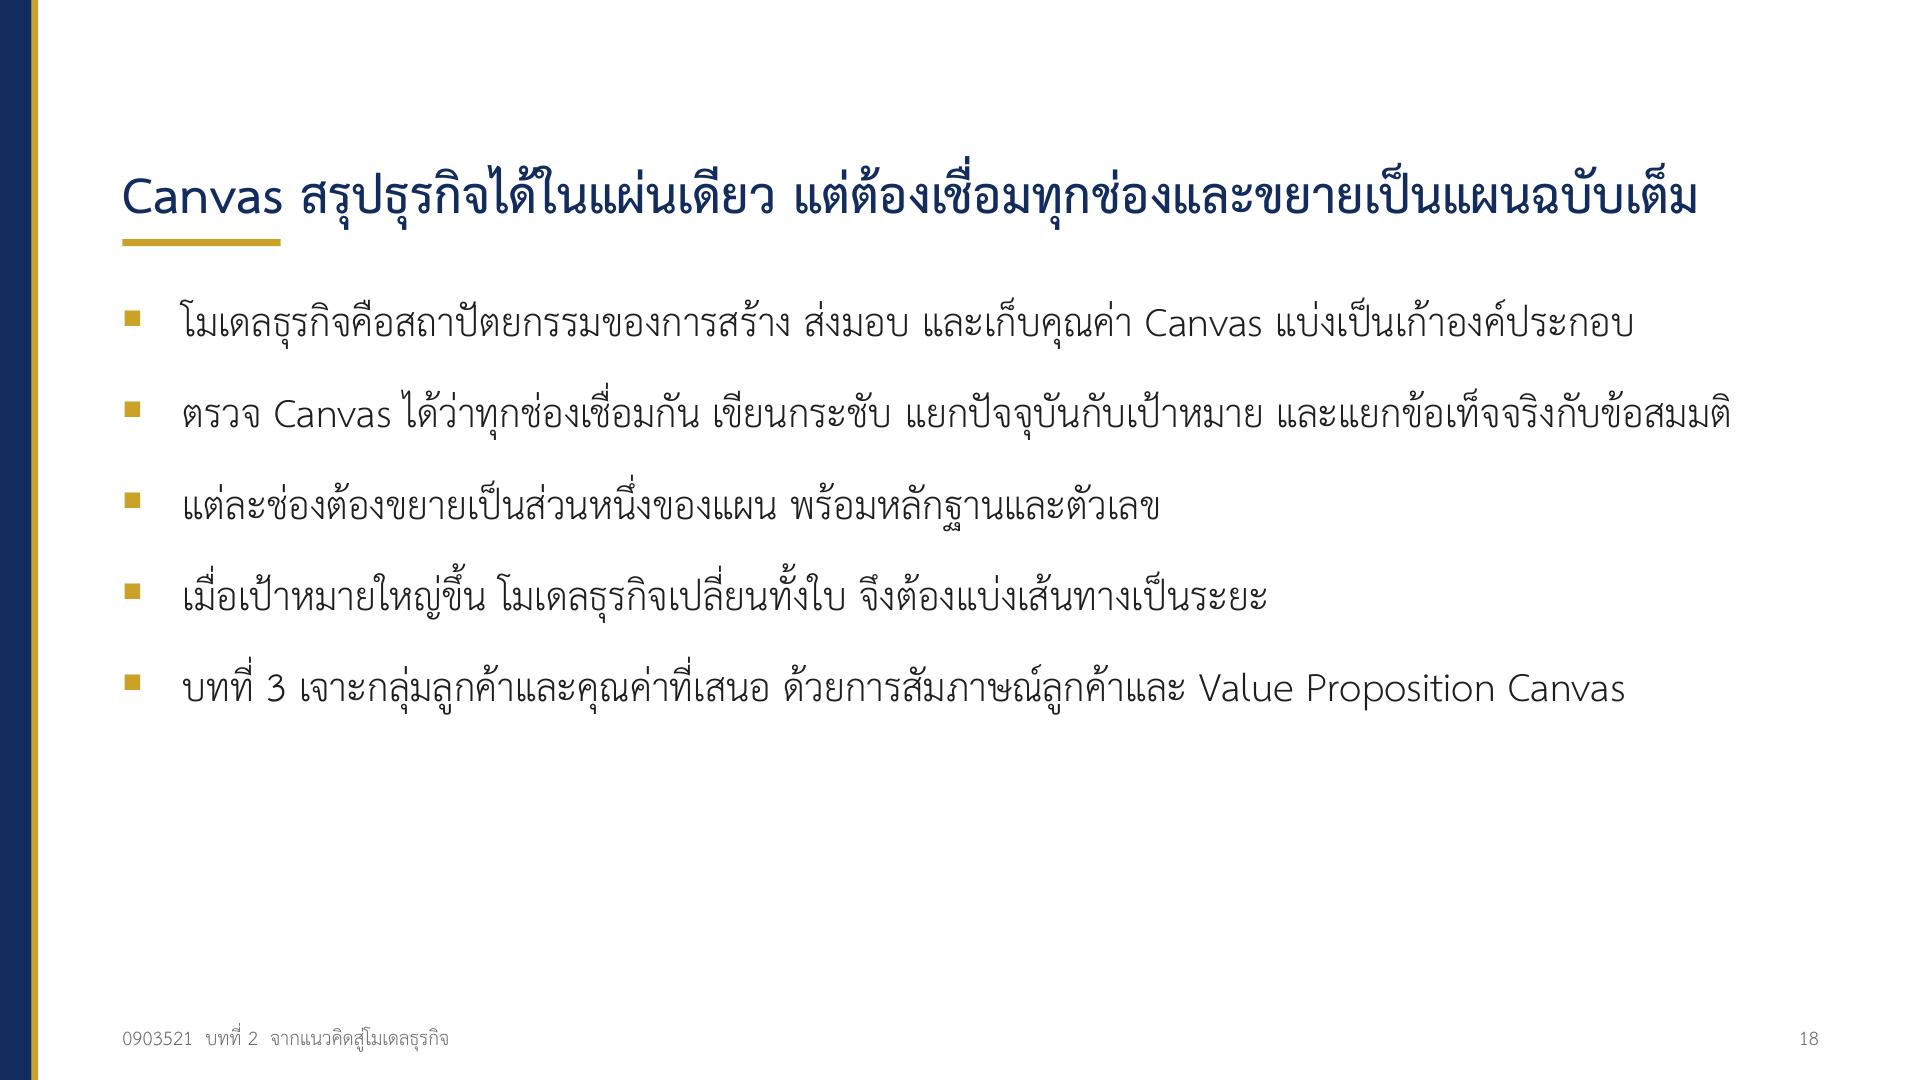 Canvas สรุปธุรกิจได้ในแผ่นเดียว แต่ต้องเชื่อมทุกช่องและขยายเป็นแผนฉบับเต็ม
โมเดลธุรกิจคือสถาปัตยกรรมของการสร้าง ส่งมอบ และเก็บคุณค่า Canvas แบ่งเป็นเก้าองค์ประกอบ
ตรวจ Canvas ได้ว่าทุกช่องเชื่อมกัน เขียนกระชับ แยกปัจจุบันกับเป้าหมาย และแยกข้อเท็จจริงกับข้อสมมติ
แต่ละช่องต้องขยายเป็นส่วนหนึ่งของแผน พร้อมหลักฐานและตัวเลข
เมื่อเป้าหมายใหญ่ขึ้น โมเดลธุรกิจเปลี่ยนทั้งใบ จึงต้องแบ่งเส้นทางเป็นระยะ
บทที่ 3 เจาะกลุ่มลูกค้าและคุณค่าที่เสนอ ด้วยการสัมภาษณ์ลูกค้าและ Value Proposition Canvas
0903521 บทที่ 2 จากแนวคิดสู่โมเดลธุรกิจ
18